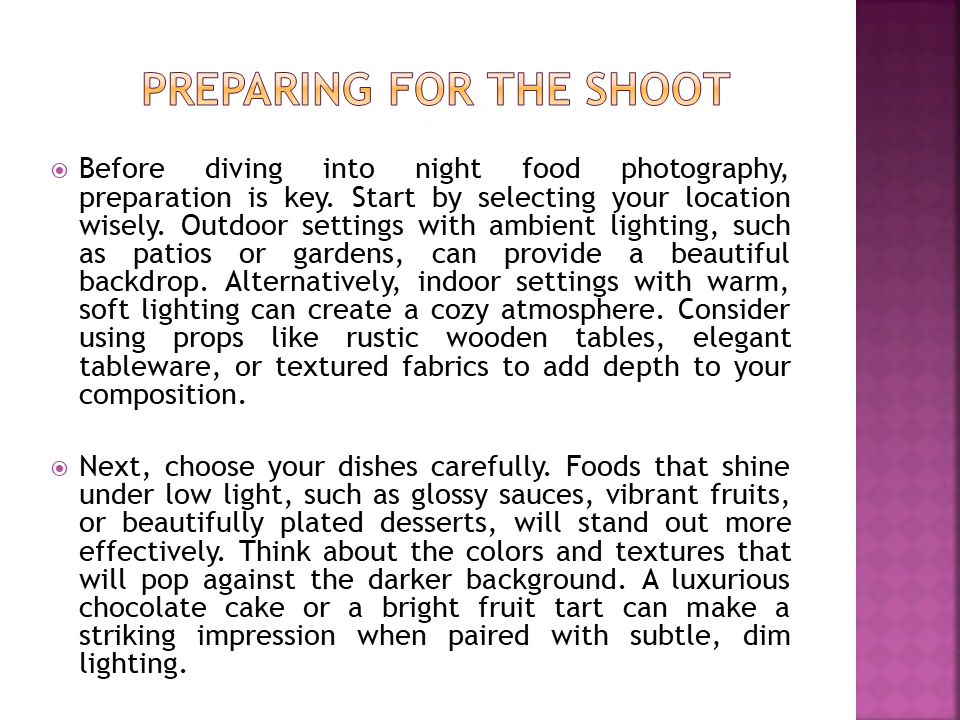 PREPARING FOR THE SHOOT
Before diving into night food photography,
preparation is key. Start by selecting your location
wisely. Outdoor settings with ambient lighting, such
as patios or gardens, can provide a beautiful
backdrop. Alternatively, indoor settings with warm,
soft lighting can create a cozy atmosphere. Consider
using props like rustic wooden tables, elegant
tableware, or textured fabrics to add depth to your
composition.
Next, choose your dishes carefully. Foods that shine
under low light, such as glossy sauces, vibrant fruits,
or beautifully plated desserts, will stand out more
effectively. Think about the colors and textures that
will pop against the darker background. A luxurious
chocolate cake or a bright fruit tart can make a
striking impression when paired with subtle, dim
lighting.